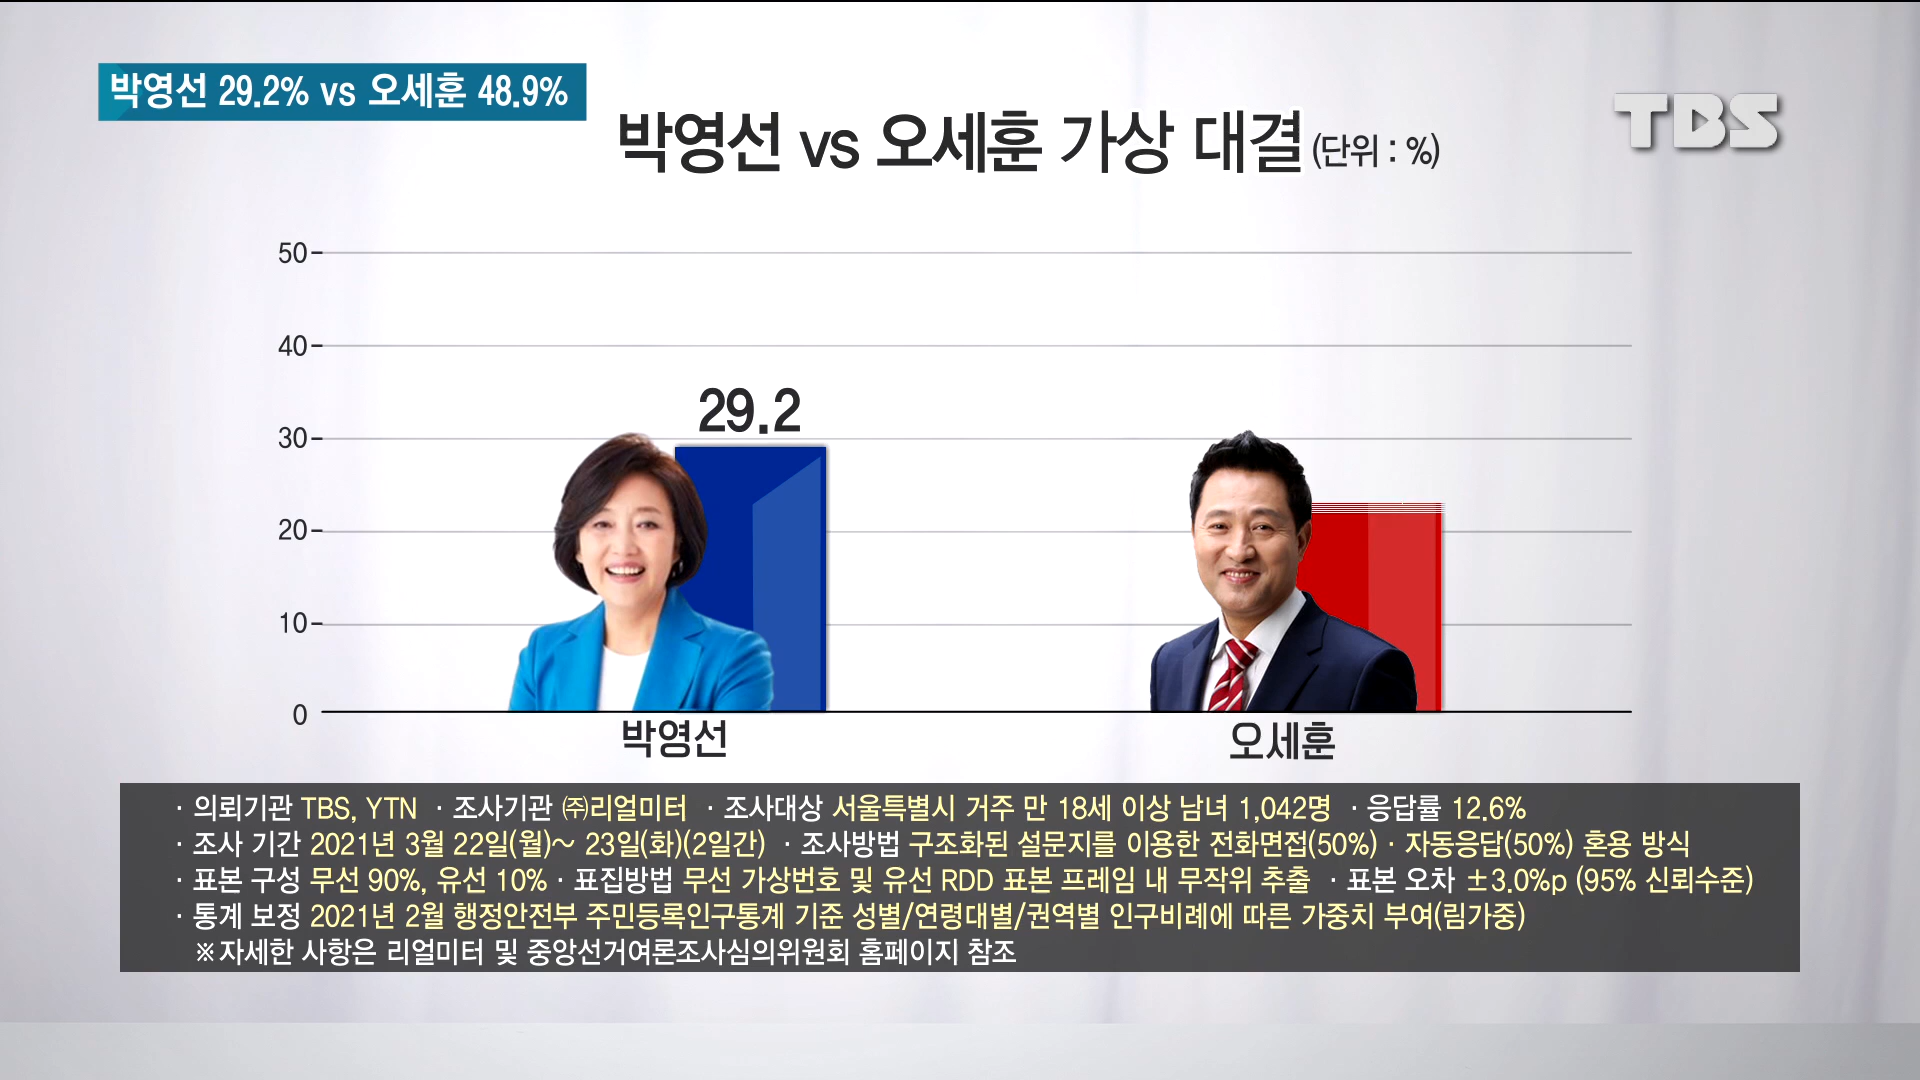 박영선 29.2% vs 오세훈 48.9%
TBS
박영선 vs 오세훈 가상 대결 (단위 : %)
50
40
30
20
10
0
29.2
박영선
오세훈
· 의뢰기관 TBS, YTN · 조사기관 ㈜리얼미터 · 조사대상 서울특별시 거주 만 18세 이상 남녀 1,042명 · 응답률 12.6%
· 조사 기간 2021년 3월 22일(월)~ 23일(화)(2일간) · 조사방법 구조화된 설문지를 이용한 전화면접(50%) · 자동응답(50%) 혼용 방식
· 표본 구성 무선 90%, 유선 10% · 표집방법 무선 가상번호 및 유선 RDD 표본 프레임 내 무작위 추출 · 표본 오차 ±3.0%p (95% 신뢰수준)
· 통계 보정 2021년 2월 행정안전부 주민등록인구통계 기준 성별/연령대별/권역별 인구비례에 따른 가중치 부여(림가중)
※자세한 사항은 리얼미터 및 중앙선거여론조사심의위원회 홈페이지 참조